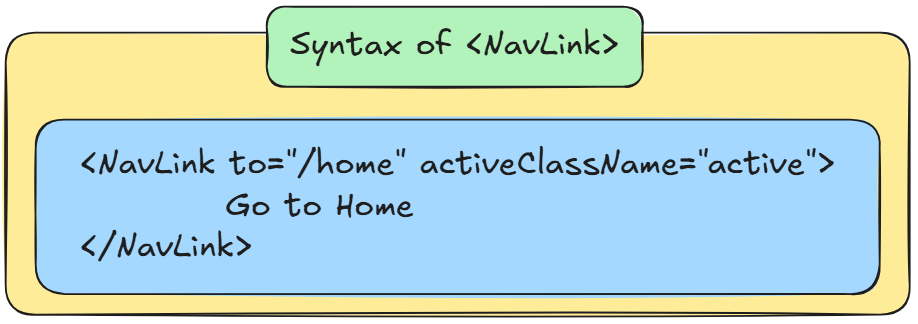 Syntax of <NavLink>
<NavLink to="/home" activeClassName="active">
Go to Home
</NavLink>